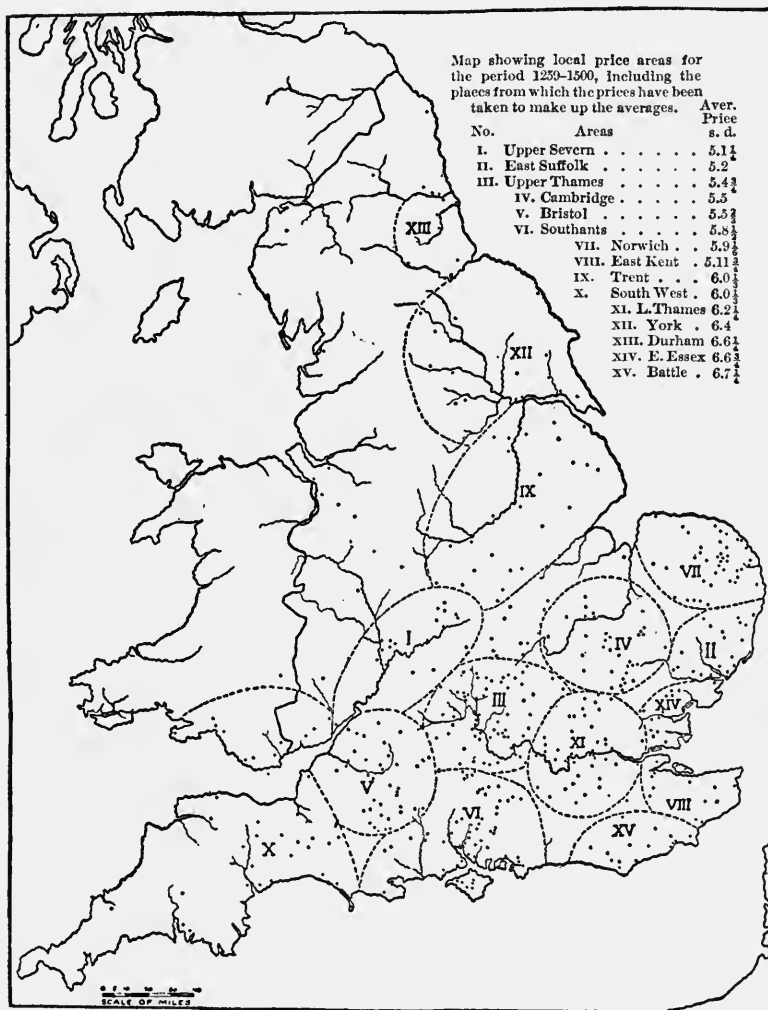 Map showing local price areas for
the period 1259-1500, including the
places from which the prices have been
taken to make up the averages.
Aver.
Price
No. Areas s. d.
I. Upper Severn . . . . . . 5.1¼
II. East Suffolk . . . . . . 5.2
III. Upper Thames . . . . . 5.4¾
IV. Cambridge . . . . . 5.5
V. Bristol . . . . . . 5.5⅔
VI. Southants . . . . . 5.8½
VII. Norwich . . 5.9⅙
VIII. East Kent . 5.11¾
IX. Trent . . . 6.0⅓
X. South West . 6.0⅓
XI. L.Thames 6.2¼
XII. York . 6.4
XIII. Durham 6.6¼
XIV. E. Essex 6.6¾
XV. Battle . 6.7¼
XIII
XII
IX
VII
I
IV
II
III
XIV
XI
V
VI
VIII
XV
X
SCALE OF MILES